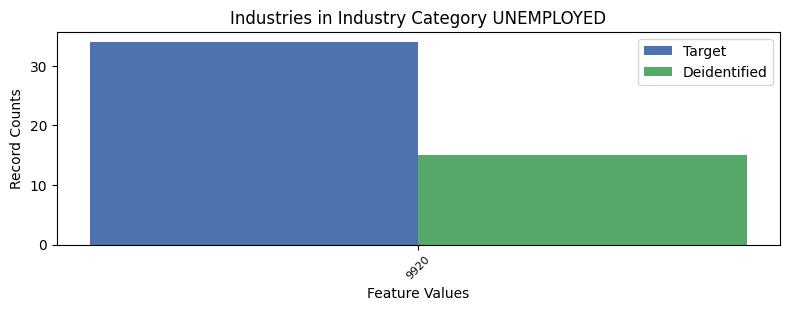 Industries in Industry Category UNEMPLOYED
Target
Deidentified
Record Counts
30
20
10
0
9920
Feature Values